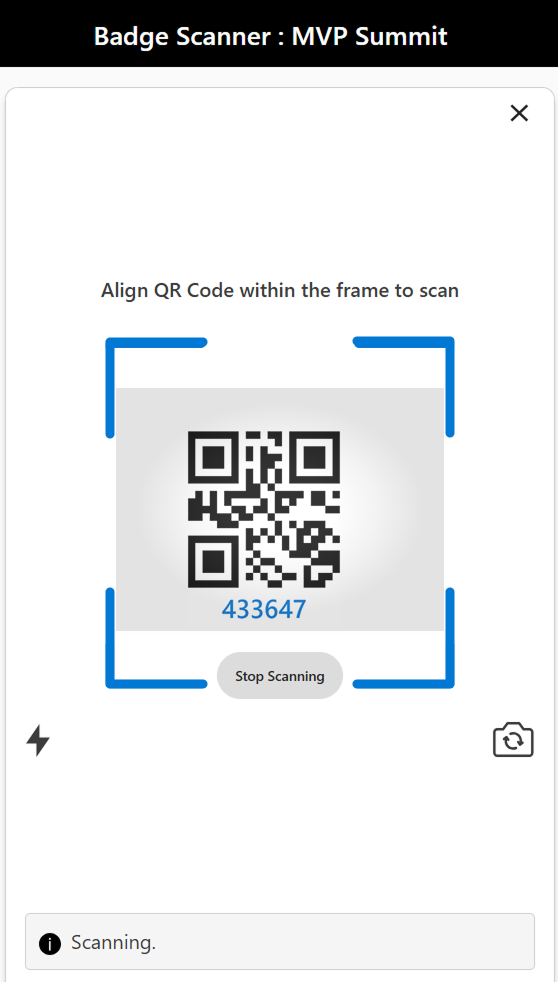 Badge Scanner : MVP Summit
Align QR Code within the frame to scan
433647
Stop Scanning
Scanning.